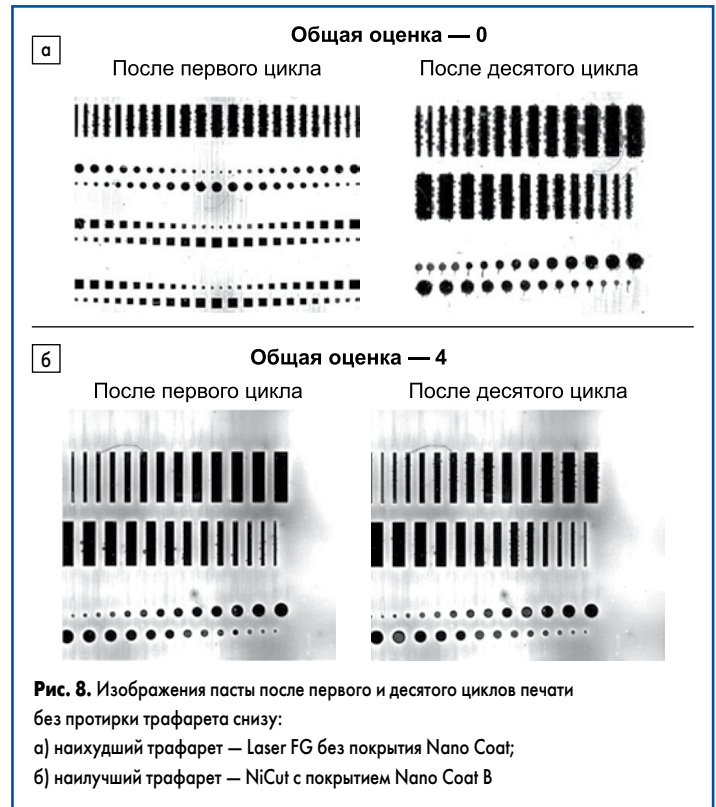 а
Общая оценка — 0
После первого цикла
После десятого цикла
б
Общая оценка — 4
После первого цикла
После десятого цикла
Рис. 8. Изображения пасты после первого и десятого циклов печати
без протирки трафарета снизу:
а) наихудший трафарет — Laser FG без покрытия Nano Coat;
б) наилучший трафарет — NiCut с покрытием Nano Coat B